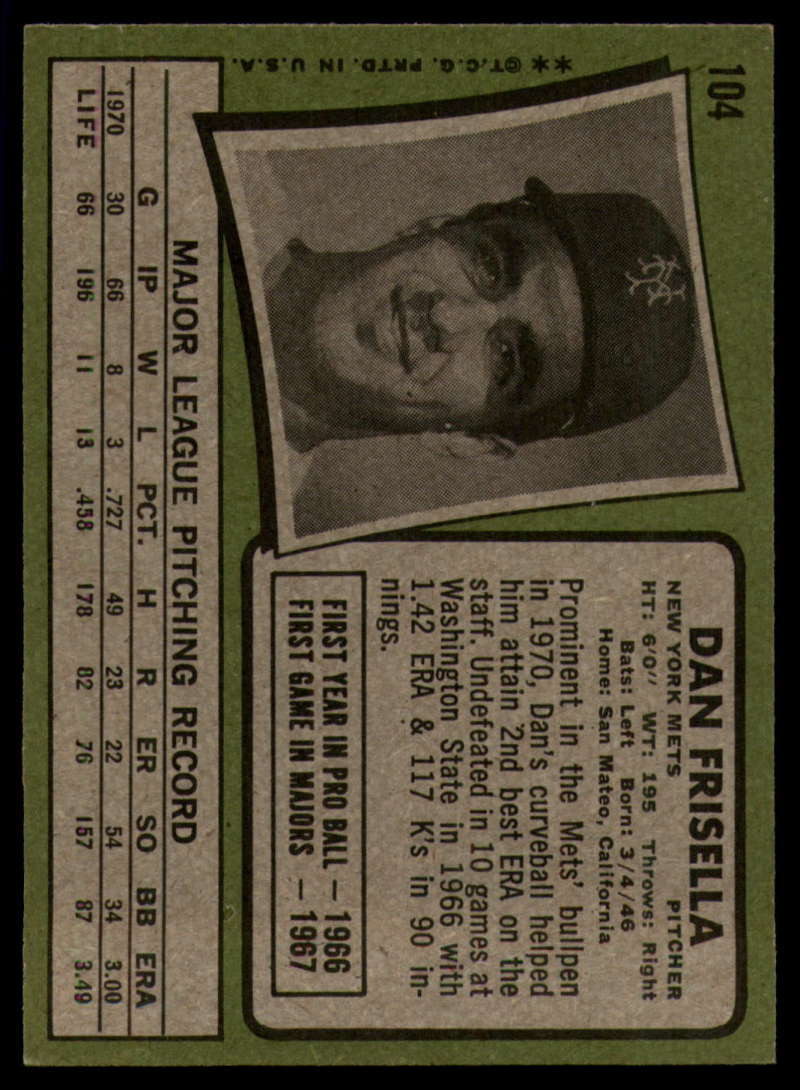 104
** ©T.C.G. PRTD. IN U.S.A.
NY
DAN FRISELLA
NEW YORK METS PITCHER
HT: 6'0" WT: 195 Throws: Right
Bats: Left Born: 3/4/46
Home: San Mateo, California
Prominent in the Mets' bullpen
in 1970, Dan's curveball helped
him attain 2nd best ERA on the
staff. Undefeated in 10 games at
Washington State in 1966 with
1.42 ERA & 117 K's in 90 in-
nings.
FIRST YEAR IN PRO BALL — 1966
FIRST GAME IN MAJORS — 1967
MAJOR LEAGUE PITCHING RECORD
G IP W L PCT. H R ER SO BB ERA
1970 30 66 8 3 .727 49 23 22 54 34 3.00
LIFE 66 196 11 13 .458 178 82 76 157 87 3.49